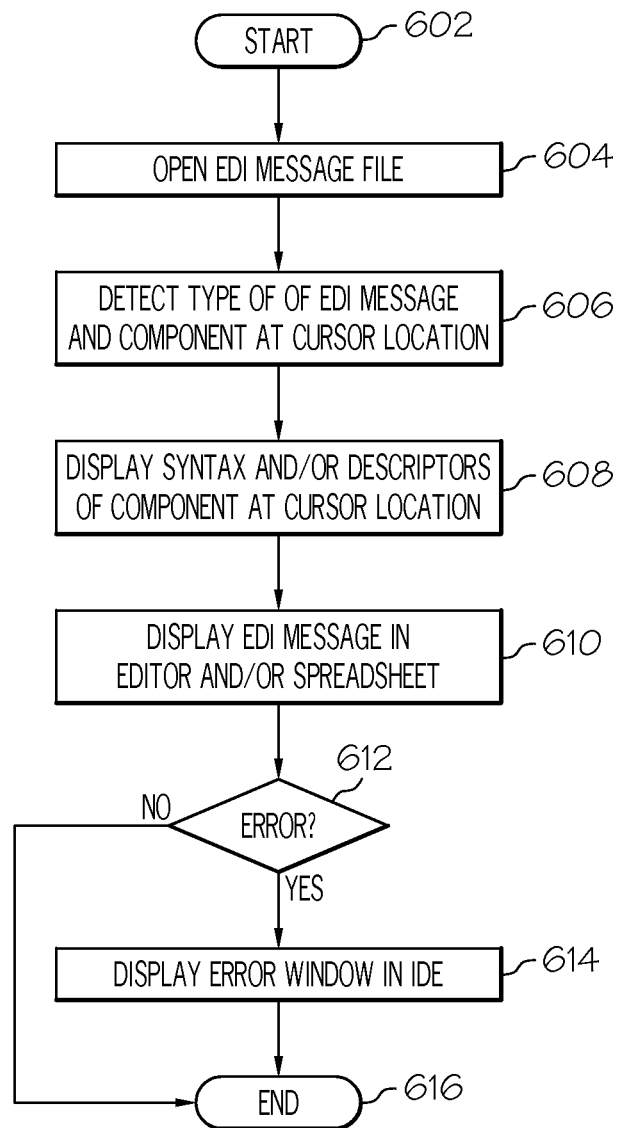 START
602
OPEN EDI MESSAGE FILE
604
DETECT TYPE OF OF EDI MESSAGE
AND COMPONENT AT CURSOR LOCATION
606
DISPLAY SYNTAX AND/OR DESCRIPTORS
OF COMPONENT AT CURSOR LOCATION
608
DISPLAY EDI MESSAGE IN
EDITOR AND/OR SPREADSHEET
610
612
NO
ERROR?
YES
DISPLAY ERROR WINDOW IN IDE
614
END
616